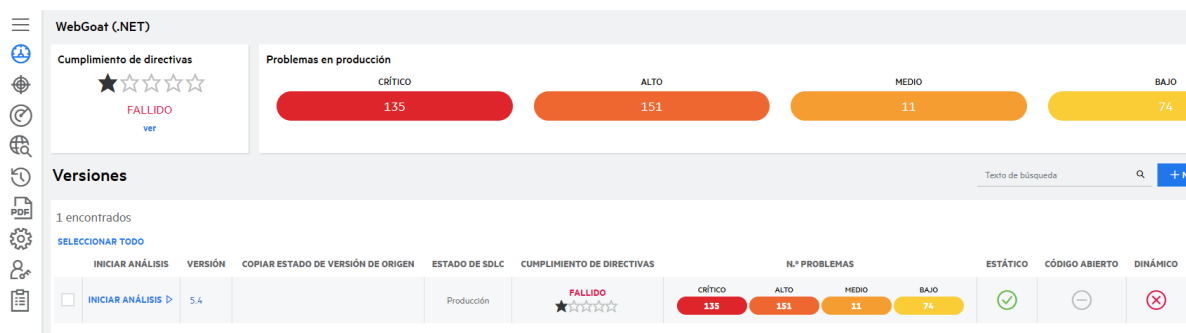 WebGoat (.NET)
Cumplimiento de directivas
FALLIDO
ver
Problemas en producción
CRÍTICO ALTO MEDIO BAJO
135 151 11 74
Versiones
Texto de búsqueda
1 encontrados
SELECCIONAR TODO
INICIAR ANÁLISIS VERSIÓN COPIAR ESTADO DE VERSIÓN DE ORIGEN ESTADO DE SDLC CUMPLIMIENTO DE DIRECTIVAS N.º PROBLEMAS ESTÁTICO CÓDIGO ABIERTO DINÁMICO
INICIAR ANÁLISIS 5.4 Producción FALLIDO
CRÍTICO ALTO MEDIO BAJO
135 151 11 74
PDF